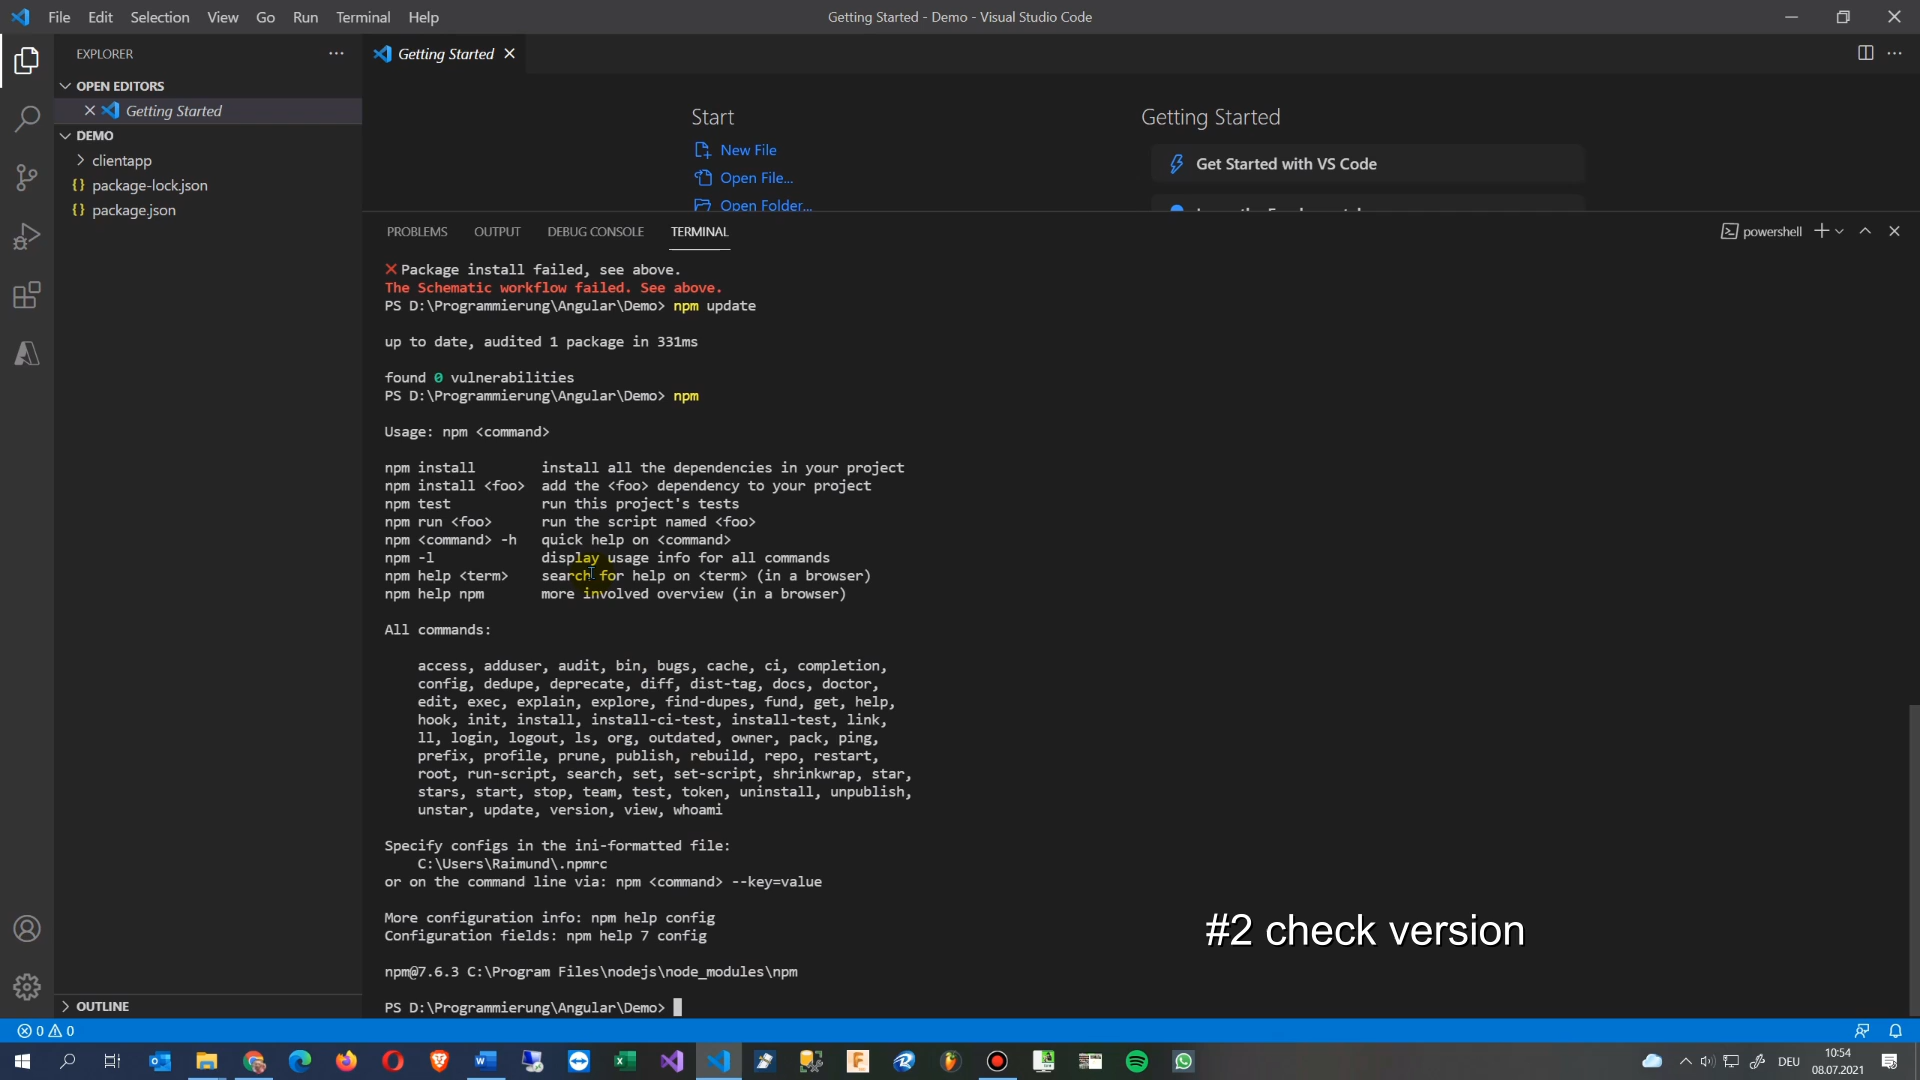 File Edit Selection View Go Run Terminal Help
Getting Started - Demo - Visual Studio Code
EXPLORER
OPEN EDITORS
Getting Started
DEMO
clientapp
package-lock.json
package.json
OUTLINE
Getting Started
Start
New File
Open File...
Open Folder...
Getting Started
Get Started with VS Code
PROBLEMS OUTPUT DEBUG CONSOLE TERMINAL
powershell
Package install failed, see above.
The Schematic workflow failed. See above.
PS D:\Programmierung\Angular\Demo> npm update
up to date, audited 1 package in 331ms
found 0 vulnerabilities
PS D:\Programmierung\Angular\Demo> npm
Usage: npm <command>
npm install install all the dependencies in your project
npm install <foo> add the <foo> dependency to your project
npm test run this project's tests
npm run <foo> run the script named <foo>
npm <command> -h quick help on <command>
npm -l display usage info for all commands
npm help <term> search for help on <term> (in a browser)
npm help npm more involved overview (in a browser)
All commands:
access, adduser, audit, bin, bugs, cache, ci, completion,
config, dedupe, deprecate, diff, dist-tag, docs, doctor,
edit, exec, explain, explore, find-dupes, fund, get, help,
hook, init, install, install-ci-test, install-test, link,
ll, login, logout, ls, org, outdated, owner, pack, ping,
prefix, profile, prune, publish, rebuild, repo, restart,
root, run-script, search, set, set-script, shrinkwrap, star,
stars, start, stop, team, test, token, uninstall, unpublish,
unstar, update, version, view, whoami
Specify configs in the ini-formatted file:
C:\Users\Raimund\.npmrc
or on the command line via: npm <command> --key=value
More configuration info: npm help config
Configuration fields: npm help 7 config
npm@7.6.3 C:\Program Files\nodejs\node_modules\npm
PS D:\Programmierung\Angular\Demo>
#2 check version
0 0
DEU
10:54
08.07.2021